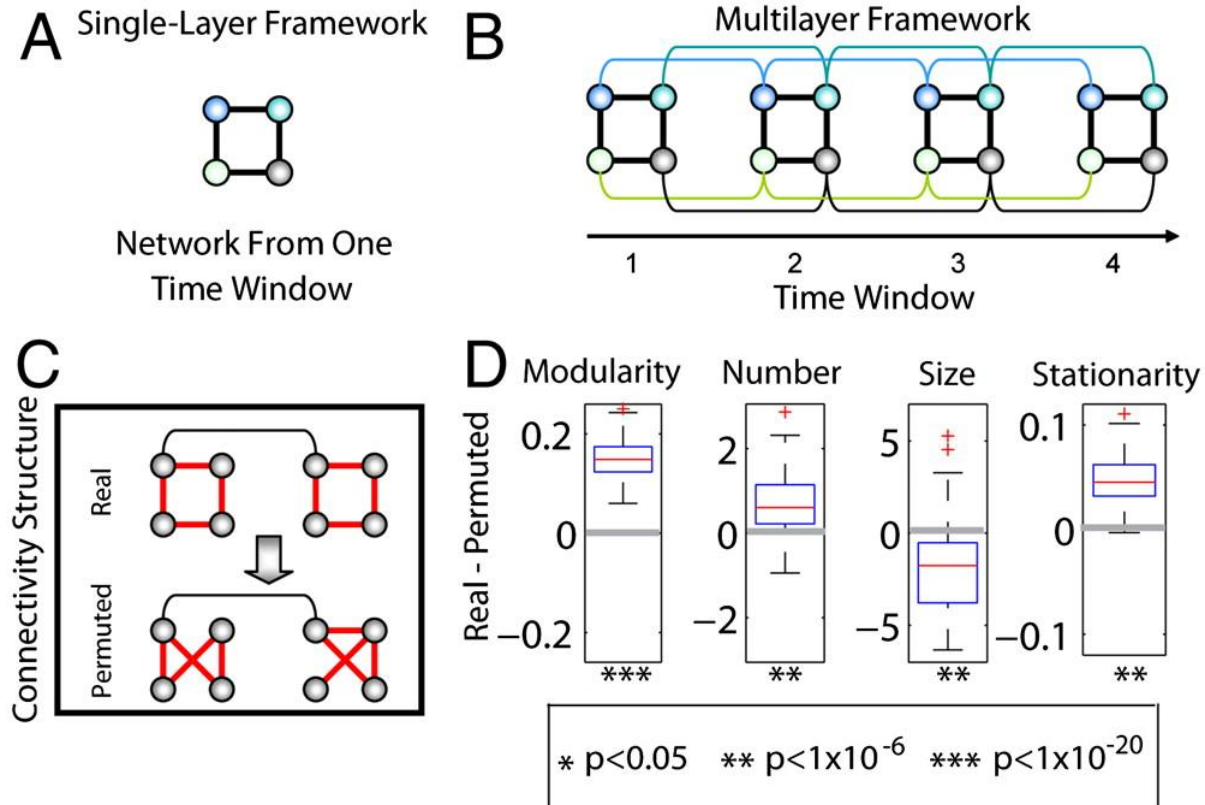 A
Single-Layer Framework
Network From One
Time Window
B
Multilayer Framework
1 2 3 4
Time Window
C
Connectivity Structure
Real
Permuted
D
Modularity Number Size Stationarity
Real - Permuted
0.2
0
−0.2
2
0
−2
5
0
−5
0.1
0
−0.1
*** ** ** **
* p<0.05 ** p<1x10⁻⁶ *** p<1x10⁻²⁰